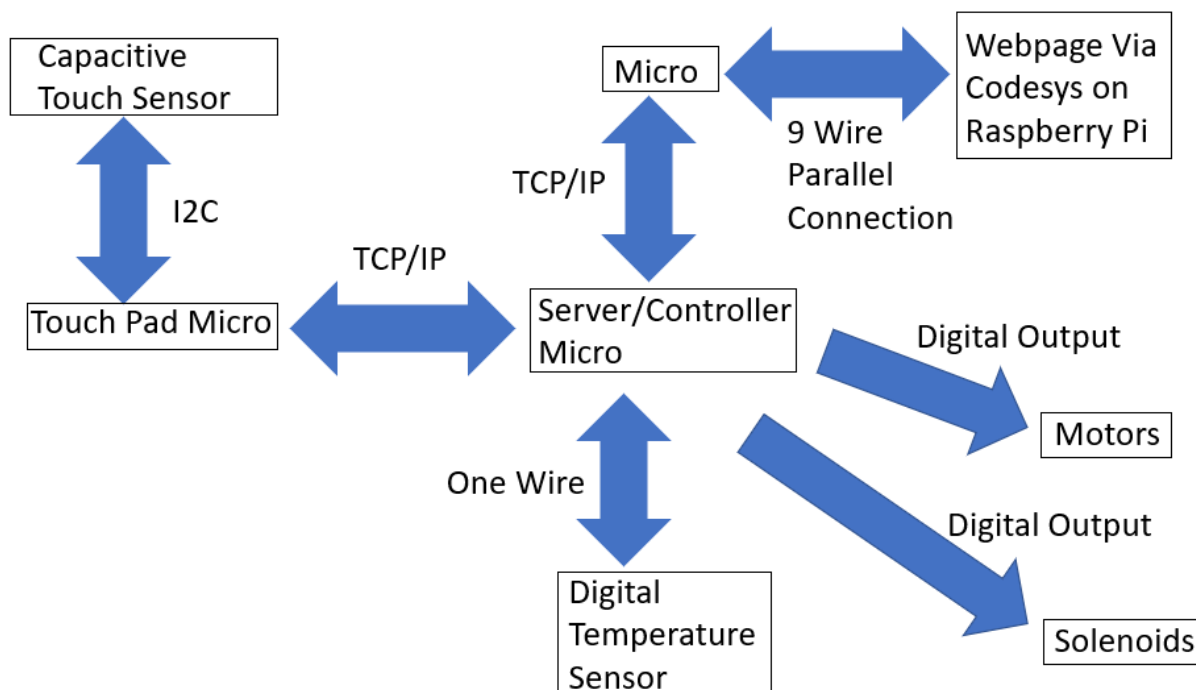 Capacitive
Touch Sensor
Micro
Webpage Via
Codesys on
Raspberry Pi
9 Wire
Parallel
Connection
TCP/IP
I2C
TCP/IP
Touch Pad Micro
Server/Controller
Micro
Digital Output
Motors
One Wire
Digital Output
Digital
Temperature
Sensor
Solenoids